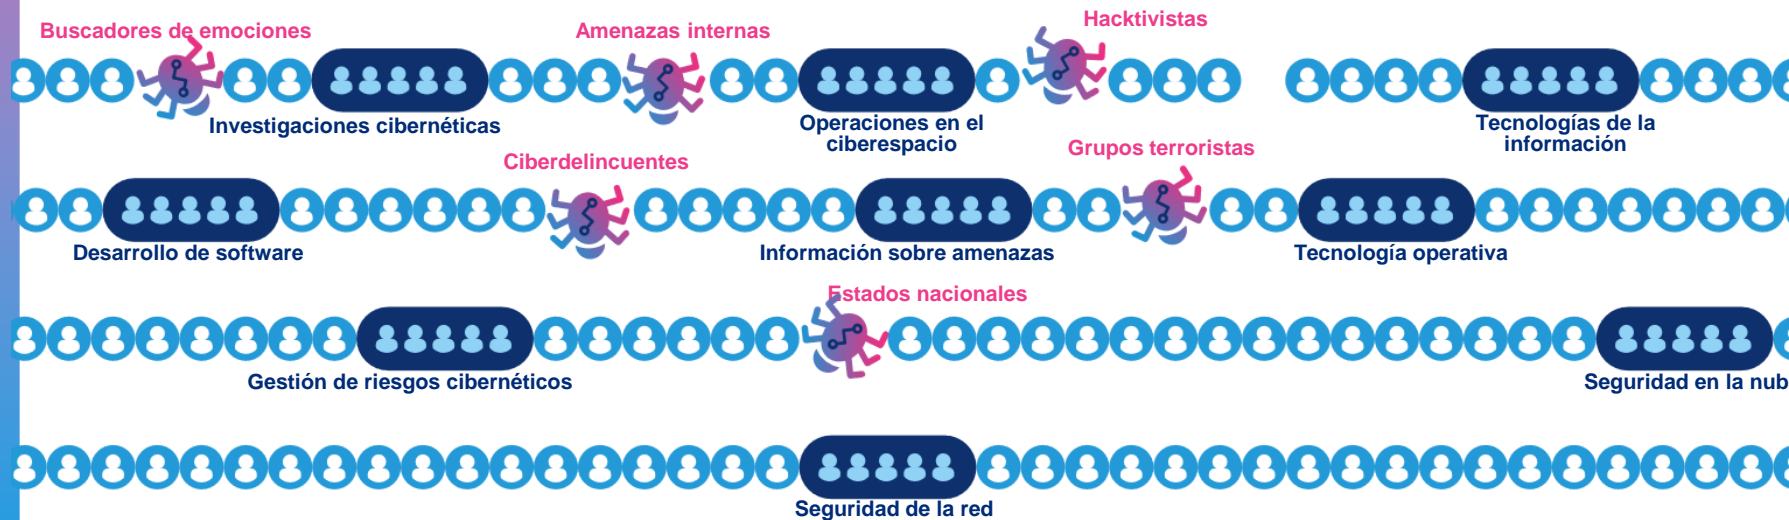 Buscadores de emociones
Amenazas internas
Hacktivistas
Investigaciones cibernéticas
Operaciones en el
ciberespacio
Tecnologías de la
información
Ciberdelincuentes
Grupos terroristas
Desarrollo de software
Información sobre amenazas
Tecnología operativa
Estados nacionales
Gestión de riesgos cibernéticos
Seguridad en la nub
Seguridad de la red